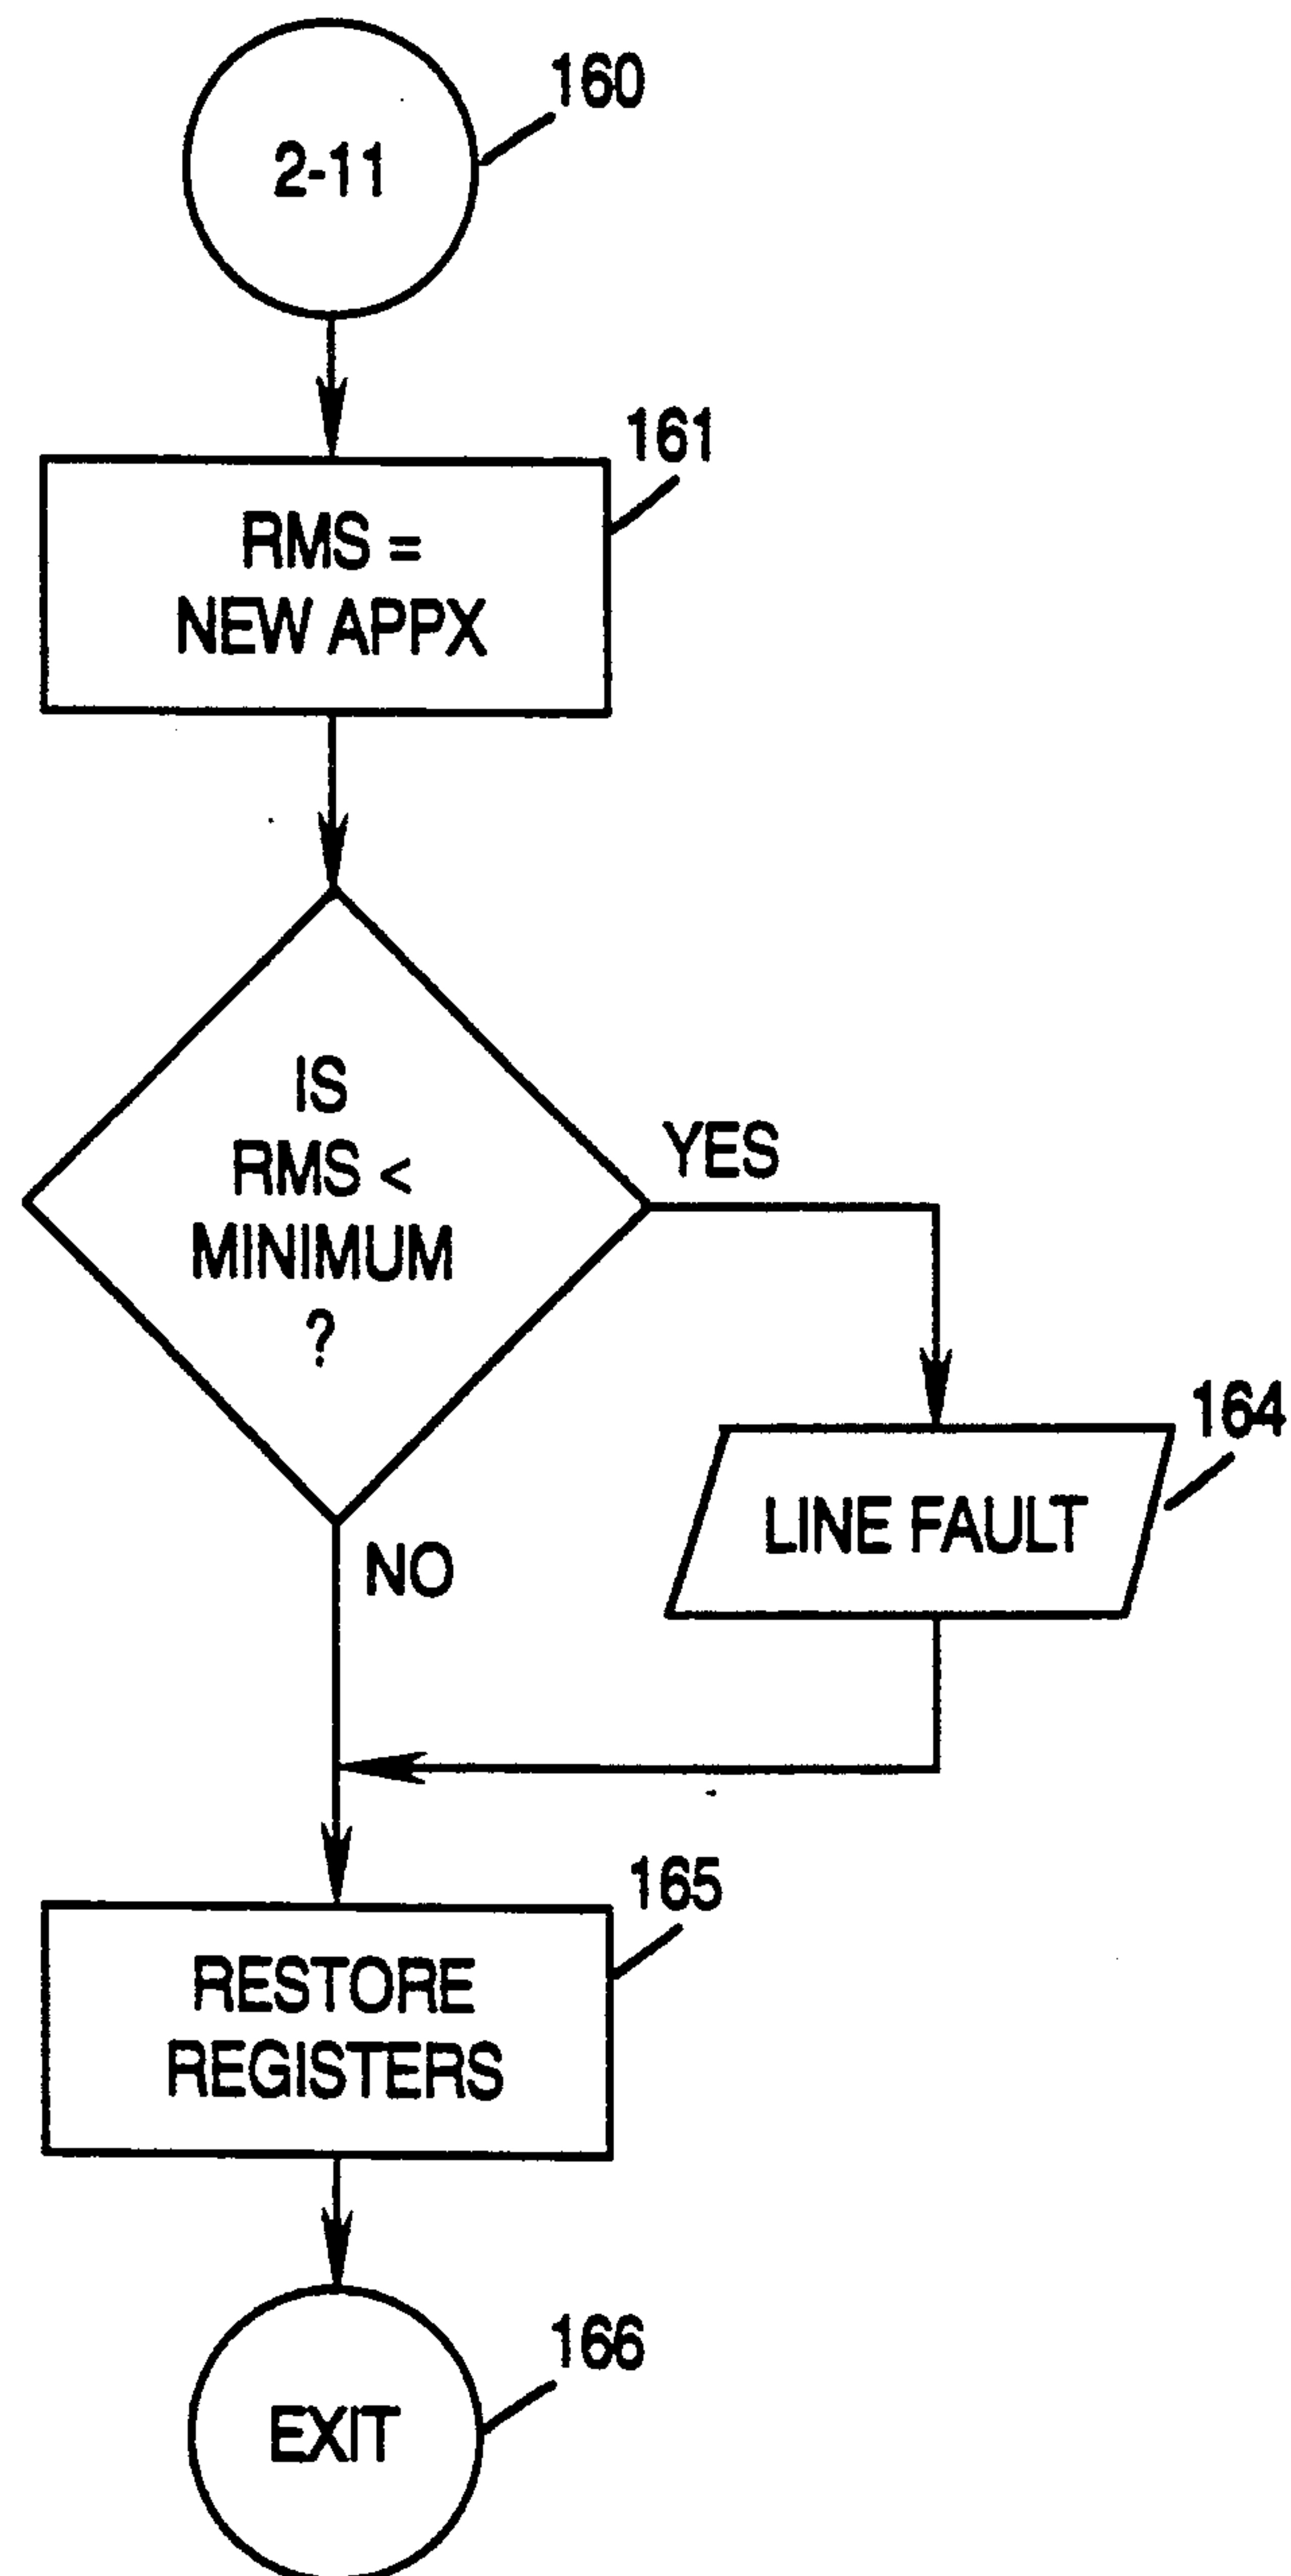 160
2-11
161
RMS =
NEW APPX
IS
RMS <
MINIMUM
?
YES
164
LINE FAULT
NO
165
RESTORE
REGISTERS
166
EXIT